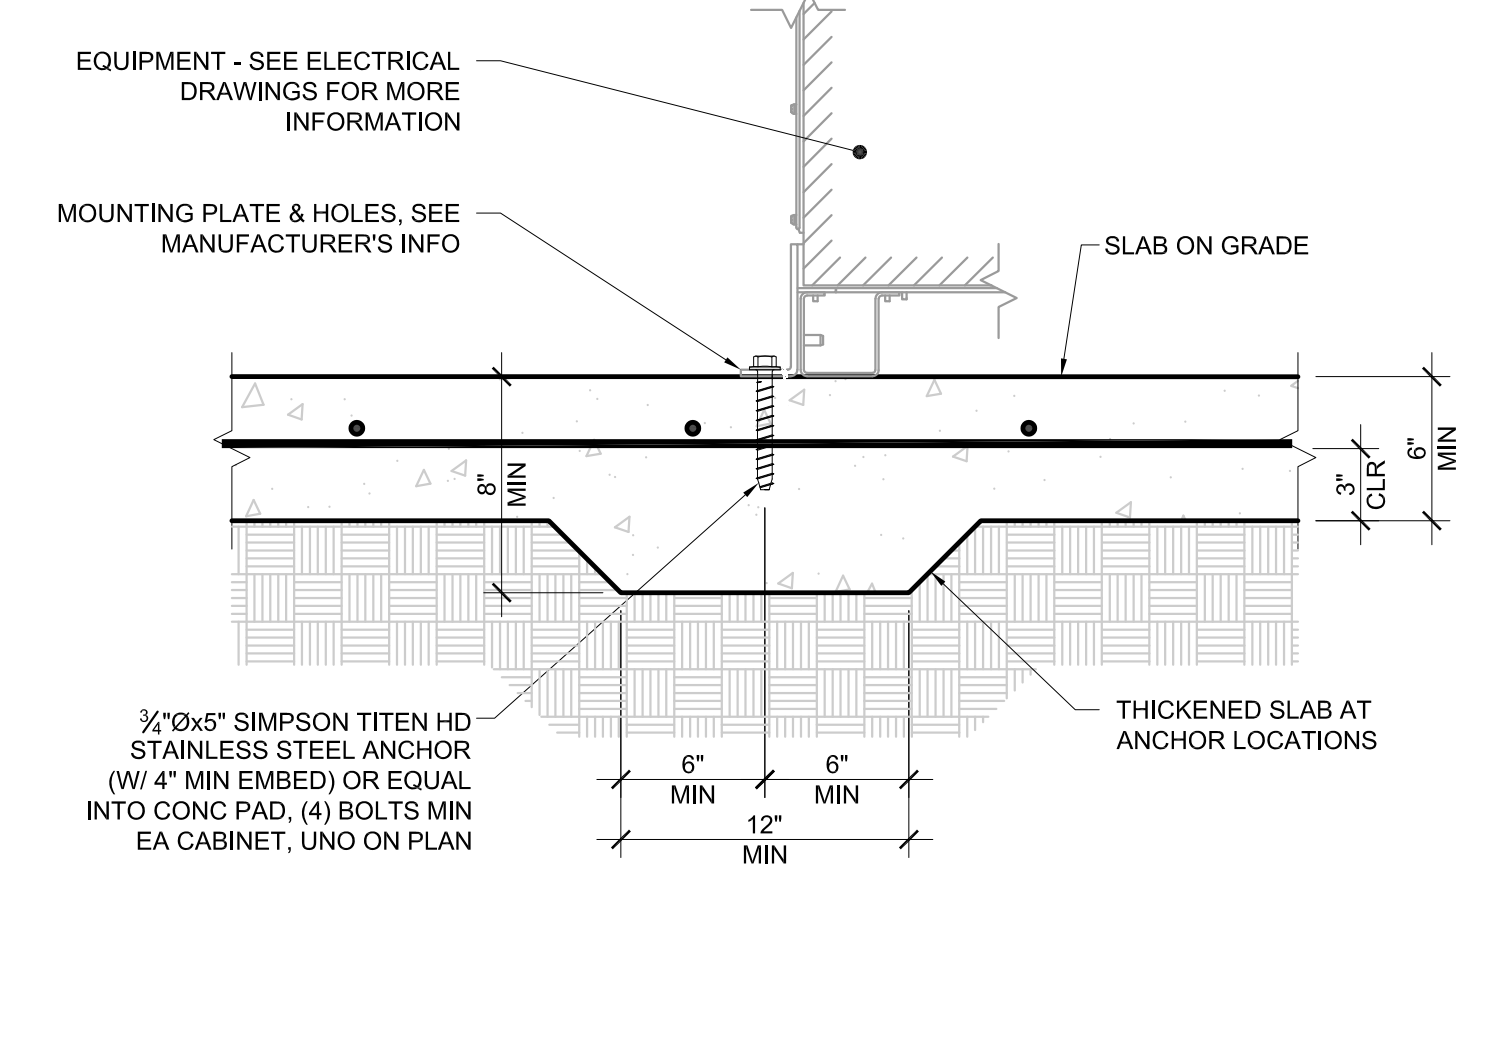 EQUIPMENT - SEE ELECTRICAL
DRAWINGS FOR MORE
INFORMATION
MOUNTING PLATE & HOLES, SEE
MANUFACTURER'S INFO
SLAB ON GRADE
8"
MIN
6"
MIN
3"
CLR
¾"Øx5" SIMPSON TITEN HD
STAINLESS STEEL ANCHOR
(W/ 4" MIN EMBED) OR EQUAL
INTO CONC PAD, (4) BOLTS MIN
EA CABINET, UNO ON PLAN
THICKENED SLAB AT
ANCHOR LOCATIONS
6"
MIN
6"
MIN
12"
MIN